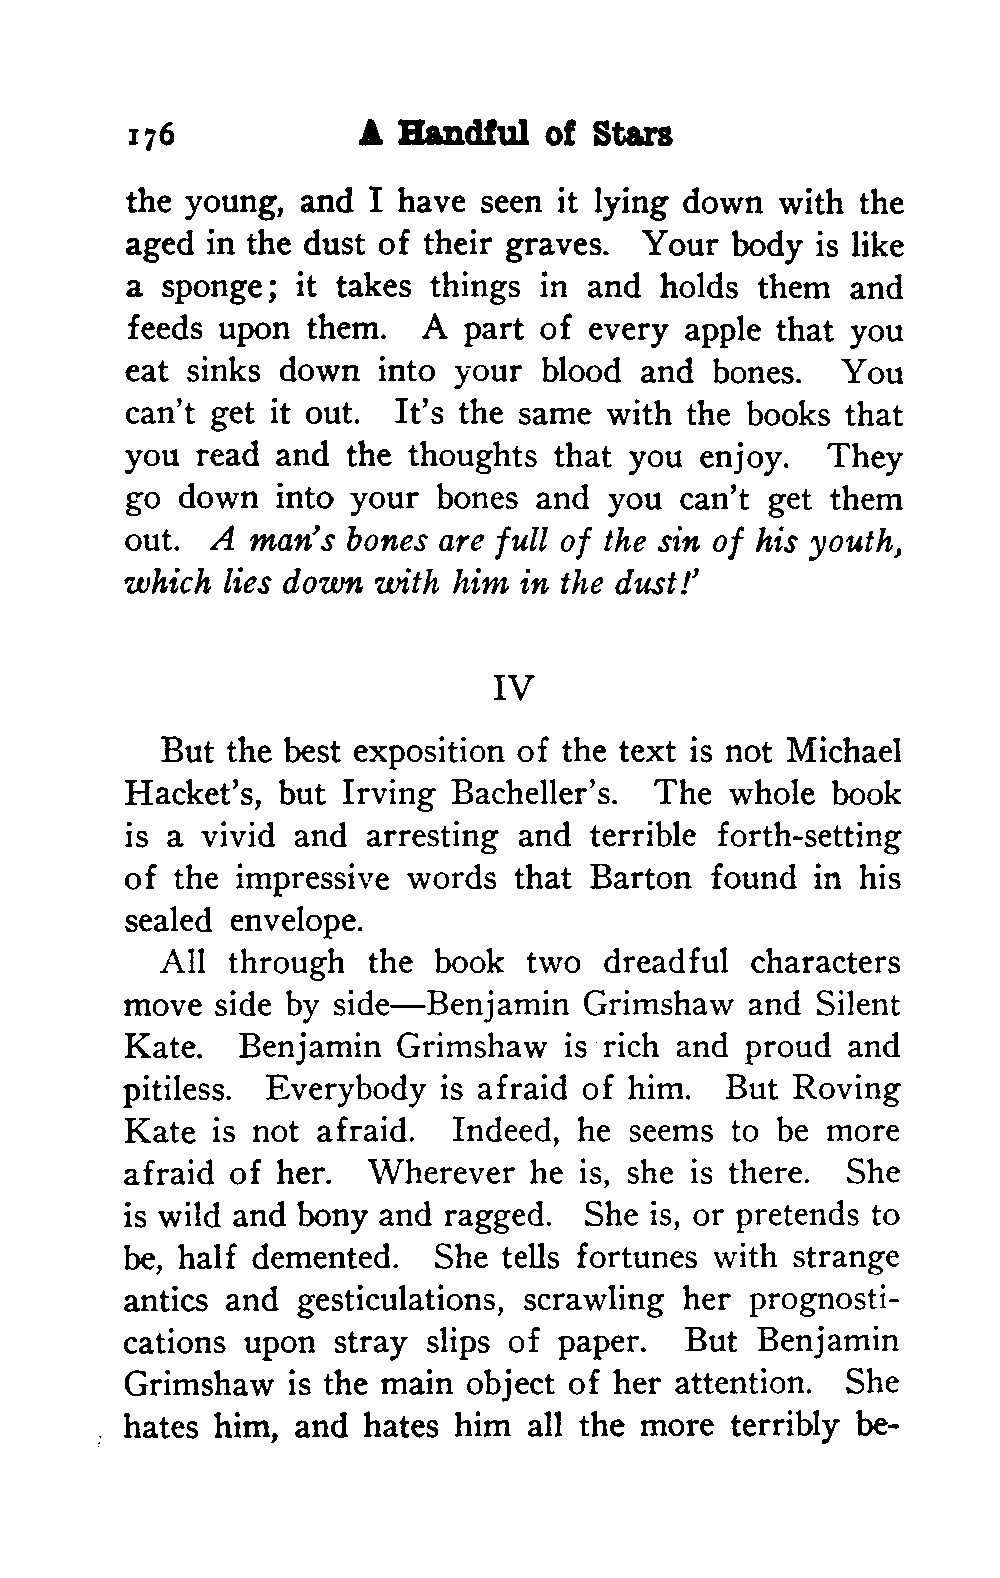 176 A Handful of Stars
the young, and I have seen it lying down with the
aged in the dust of their graves. Your body is like
a sponge; it takes things in and holds them and
feeds upon them. A part of every apple that you
eat sinks down into your blood and bones. You
can't get it out. It's the same with the books that
you read and the thoughts that you enjoy. They
go down into your bones and you can't get them
out. A man's bones are full of the sin of his youth,
which lies down with him in the dust!'
IV
But the best exposition of the text is not Michael
Hacket's, but Irving Bacheller's. The whole book
is a vivid and arresting and terrible forth-setting
of the impressive words that Barton found in his
sealed envelope.
All through the book two dreadful characters
move side by side—Benjamin Grimshaw and Silent
Kate. Benjamin Grimshaw is rich and proud and
pitiless. Everybody is afraid of him. But Roving
Kate is not afraid. Indeed, he seems to be more
afraid of her. Wherever he is, she is there. She
is wild and bony and ragged. She is, or pretends to
be, half demented. She tells fortunes with strange
antics and gesticulations, scrawling her prognosti-
cations upon stray slips of paper. But Benjamin
Grimshaw is the main object of her attention. She
hates him, and hates him all the more terribly be-